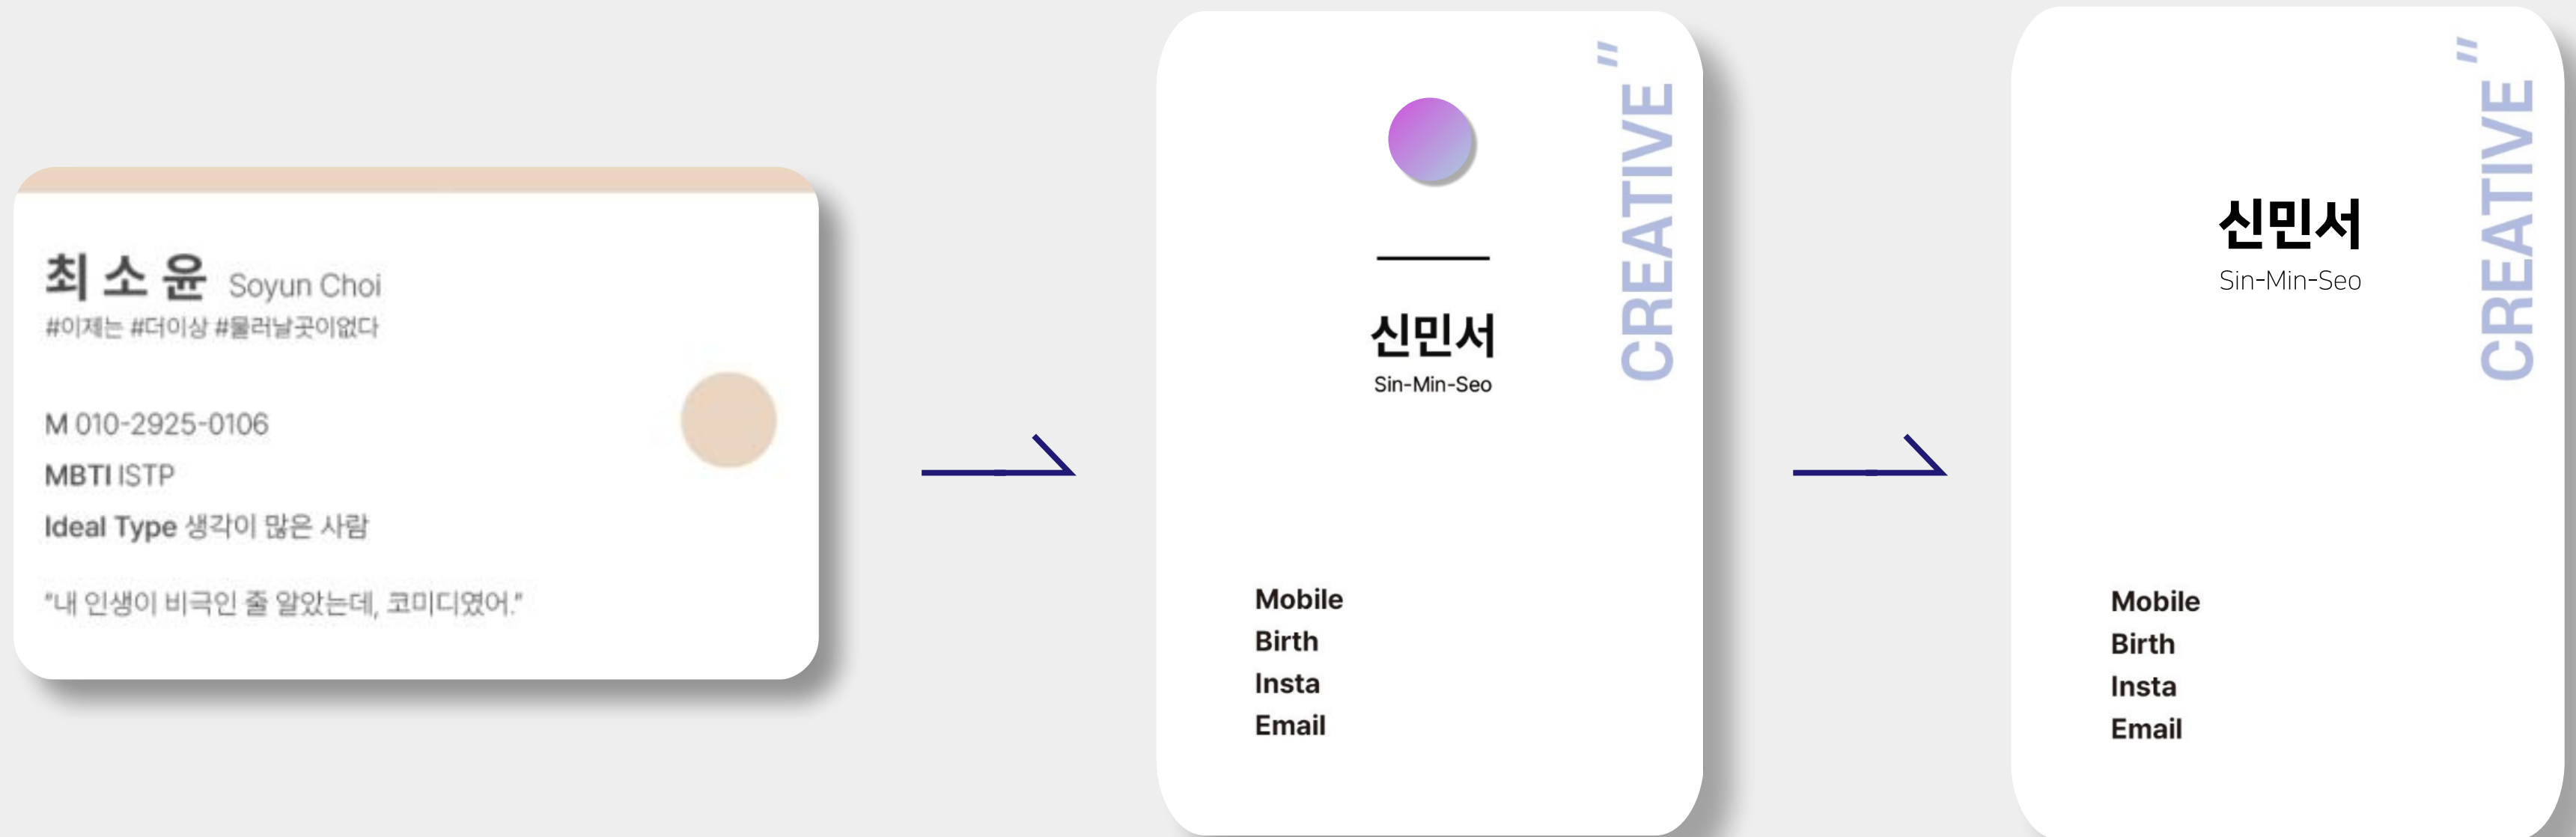 최 소 윤 Soyun Choi
#이제는 #더이상 #물러날곳이없다
M 010-2925-0106
MBTI ISTP
Ideal Type 생각이 많은 사람
"내 인생이 비극인 줄 알았는데, 코미디였어."
CREATIVE "
신민서
Sin-Min-Seo
Mobile
Birth
Insta
Email
CREATIVE "
신민서
Sin-Min-Seo
Mobile
Birth
Insta
Email